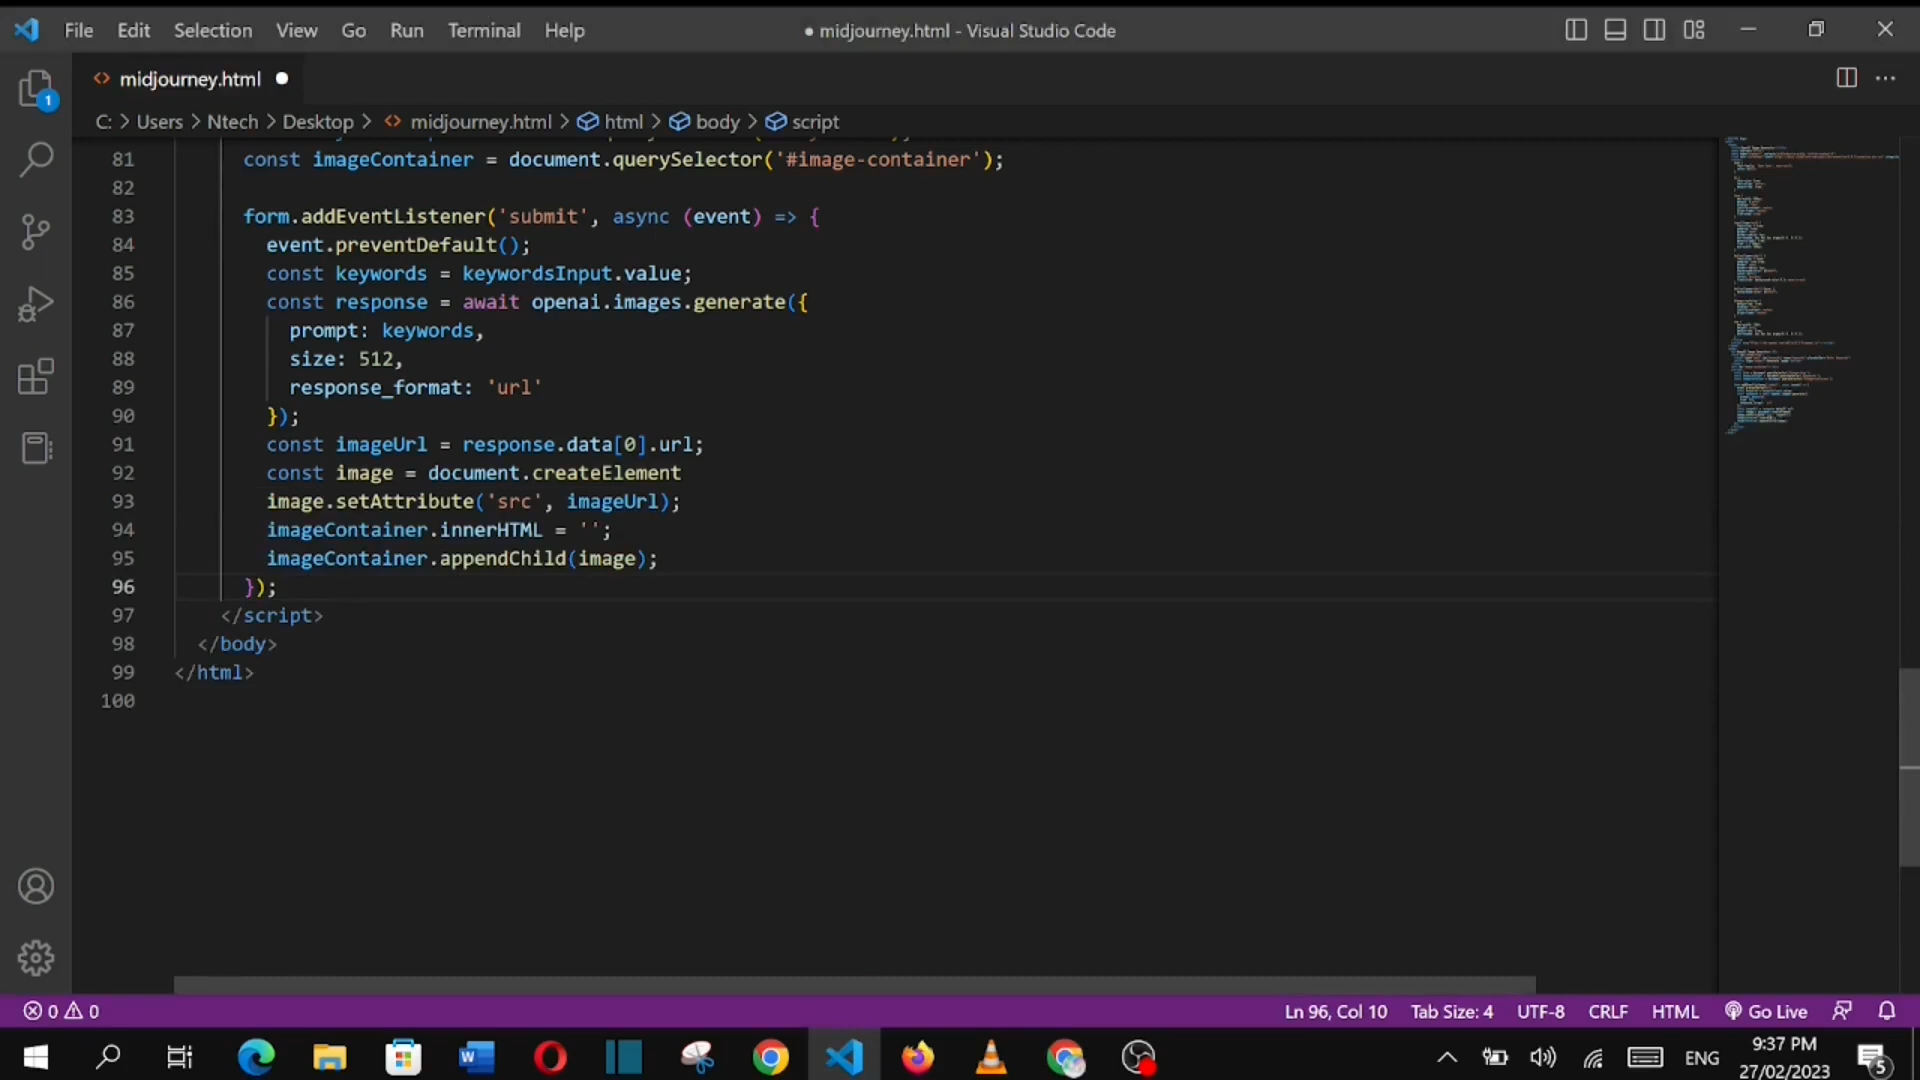 File Edit Selection View Go Run Terminal Help
● midjourney.html - Visual Studio Code
midjourney.html
C: > Users > Ntech > Desktop > midjourney.html > html > body > script
81 const imageContainer = document.querySelector('#image-container');
82
83 form.addEventListener('submit', async (event) => {
84 event.preventDefault();
85 const keywords = keywordsInput.value;
86 const response = await openai.images.generate({
87 prompt: keywords,
88 size: 512,
89 response_format: 'url'
90 });
91 const imageUrl = response.data[0].url;
92 const image = document.createElement
93 image.setAttribute('src', imageUrl);
94 imageContainer.innerHTML = '';
95 imageContainer.appendChild(image);
96 });
97 </script>
98 </body>
99 </html>
100
1
0 0
Ln 96, Col 10 Tab Size: 4 UTF-8 CRLF HTML Go Live
ENG
9:37 PM
27/02/2023
5